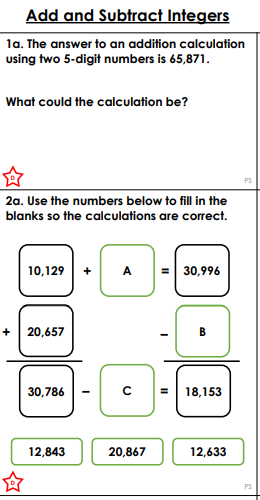 Add and Subtract Integers
1a. The answer to an addition calculation
using two 5-digit numbers is 65,871.
What could the calculation be?
D
PS
2a. Use the numbers below to fill in the
blanks so the calculations are correct.
10,129 + A = 30,996
+ 20,657 − B
30,786 − C = 18,153
12,843 20,867 12,633
D
PS